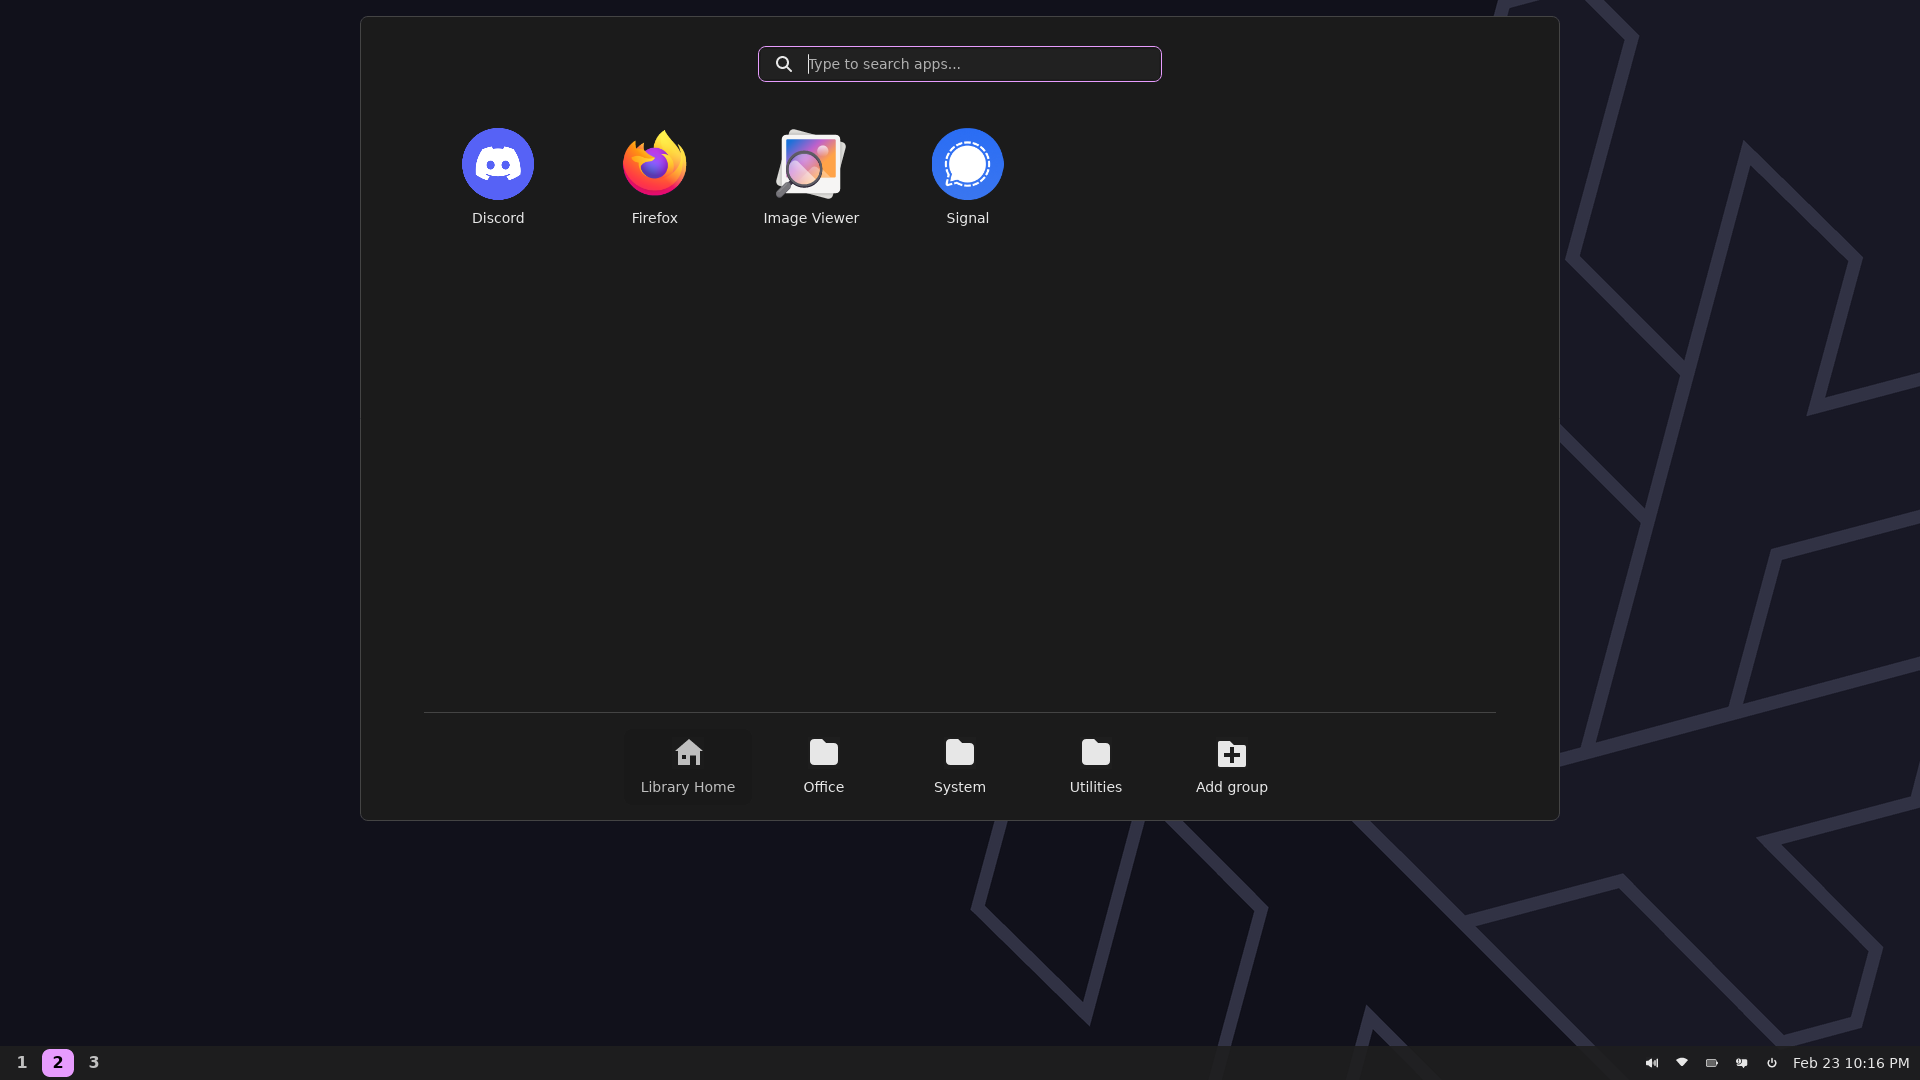 Type to search apps...
Discord
Firefox
Image Viewer
Signal
Library Home
Office
System
Utilities
Add group
1
2
3
Feb 23 10:16 PM